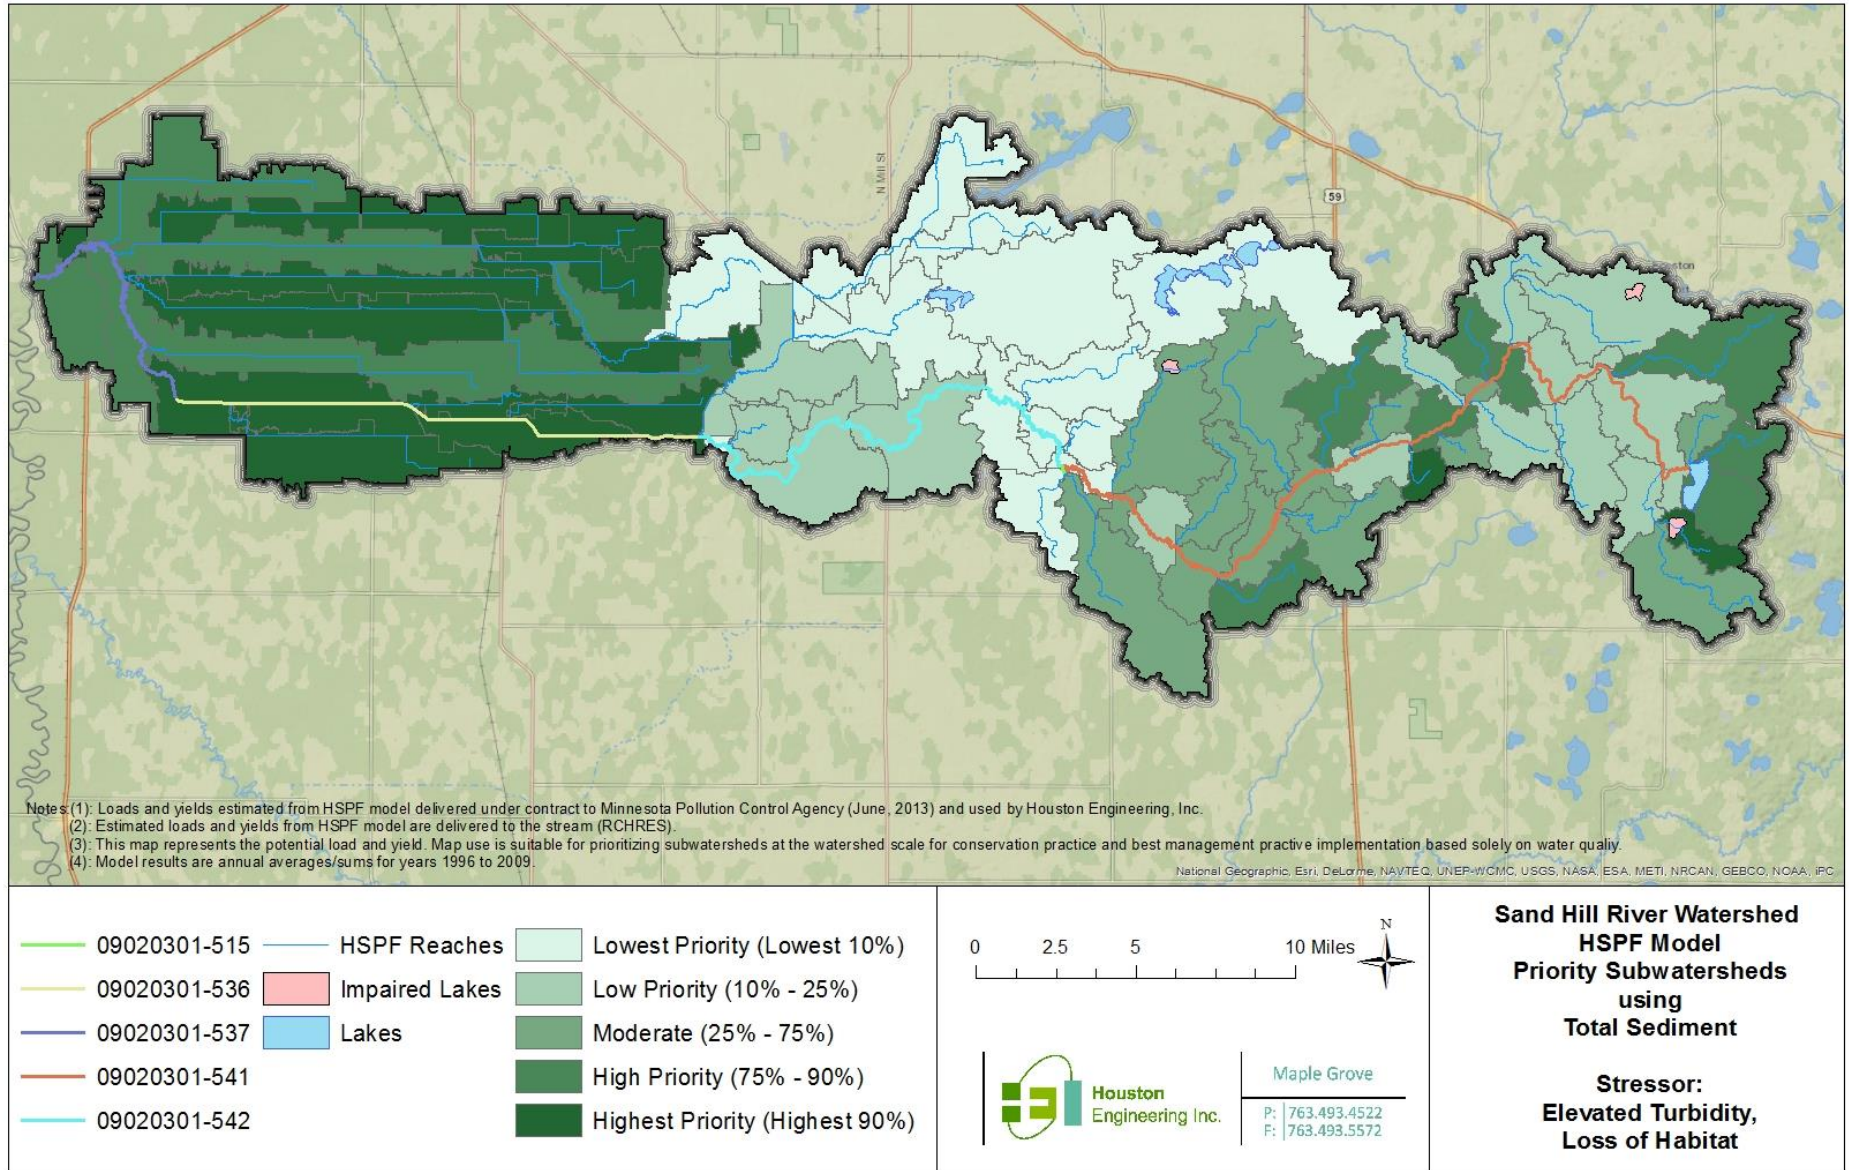 N Mill St
59
ston
Notes:(1): Loads and yields estimated from HSPF model delivered under contract to Minnesota Pollution Control Agency (June, 2013) and used by Houston Engineering, Inc.
(2): Estimated loads and yields from HSPF model are delivered to the stream (RCHRES).
(3): This map represents the potential load and yield. Map use is suitable for prioritizing subwatersheds at the watershed scale for conservation practice and best management practive implementation based solely on water qualiy.
(4): Model results are annual averages/sums for years 1996 to 2009.
National Geographic, Esri, DeLorme, NAVTEQ, UNEP-WCMC, USGS, NASA, ESA, METI, NRCAN, GEBCO, NOAA, iPC
09020301-515
09020301-536
09020301-537
09020301-541
09020301-542
HSPF Reaches
Impaired Lakes
Lakes
Lowest Priority (Lowest 10%)
Low Priority (10% - 25%)
Moderate (25% - 75%)
High Priority (75% - 90%)
Highest Priority (Highest 90%)
0 2.5 5 10 Miles
N
Houston
Engineering Inc.
Maple Grove
P: 763.493.4522
F: 763.493.5572
Sand Hill River Watershed
HSPF Model
Priority Subwatersheds
using
Total Sediment
Stressor:
Elevated Turbidity,
Loss of Habitat